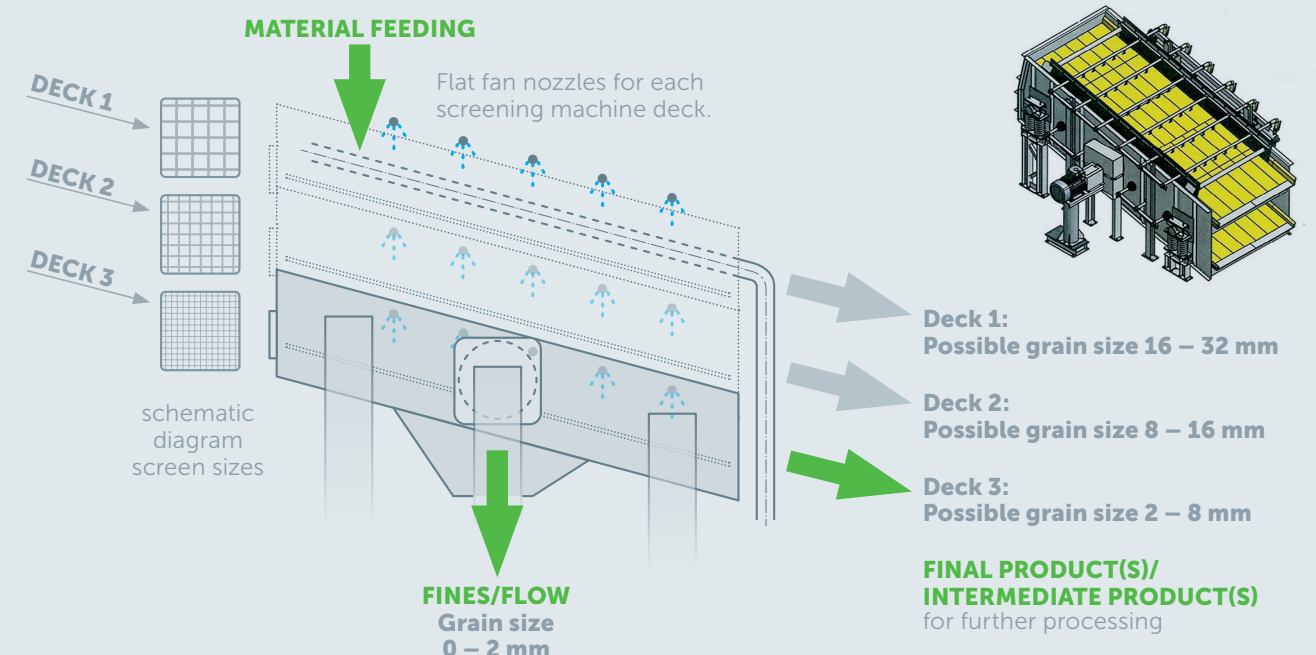 MATERIAL FEEDING
Flat fan nozzles for each
screening machine deck.
DECK 1
DECK 2
DECK 3
schematic
diagram
screen sizes
Deck 1:
Possible grain size 16 – 32 mm
Deck 2:
Possible grain size 8 – 16 mm
Deck 3:
Possible grain size 2 – 8 mm
FINES/FLOW
Grain size
0 – 2 mm
FINAL PRODUCT(S)/
INTERMEDIATE PRODUCT(S)
for further processing